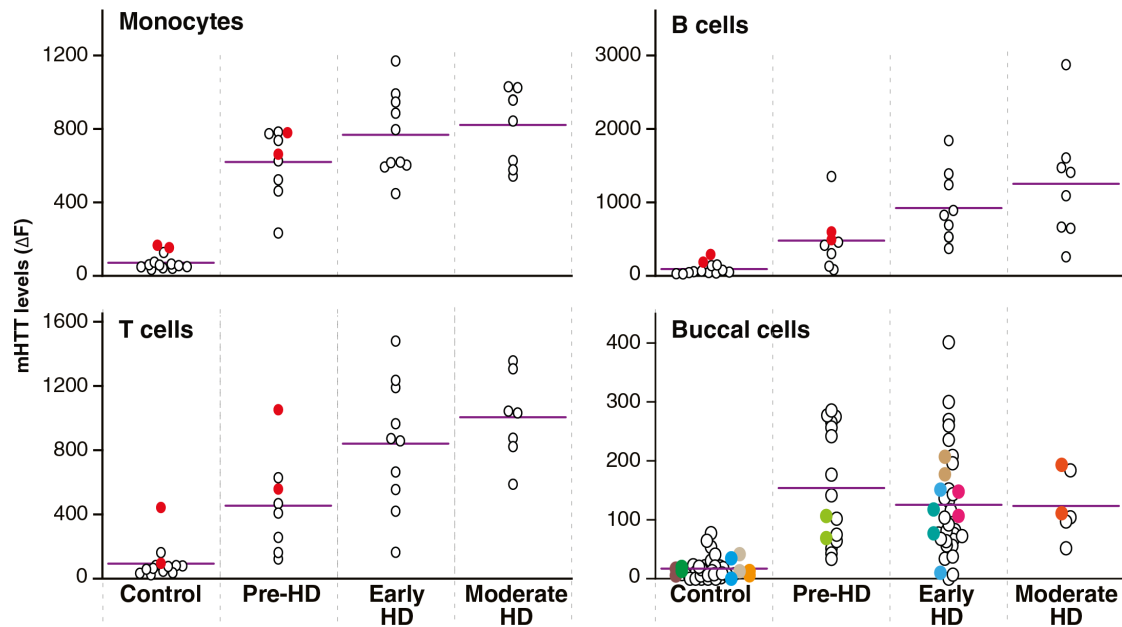 Monocytes
1200
800
400
0
B cells
3000
2000
1000
0
mHTT levels (ΔF)
T cells
1600
1200
800
400
0
Control
Pre-HD
Early
HD
Moderate
HD
Buccal cells
400
300
200
100
0
Control
Pre-HD
Early
HD
Moderate
HD